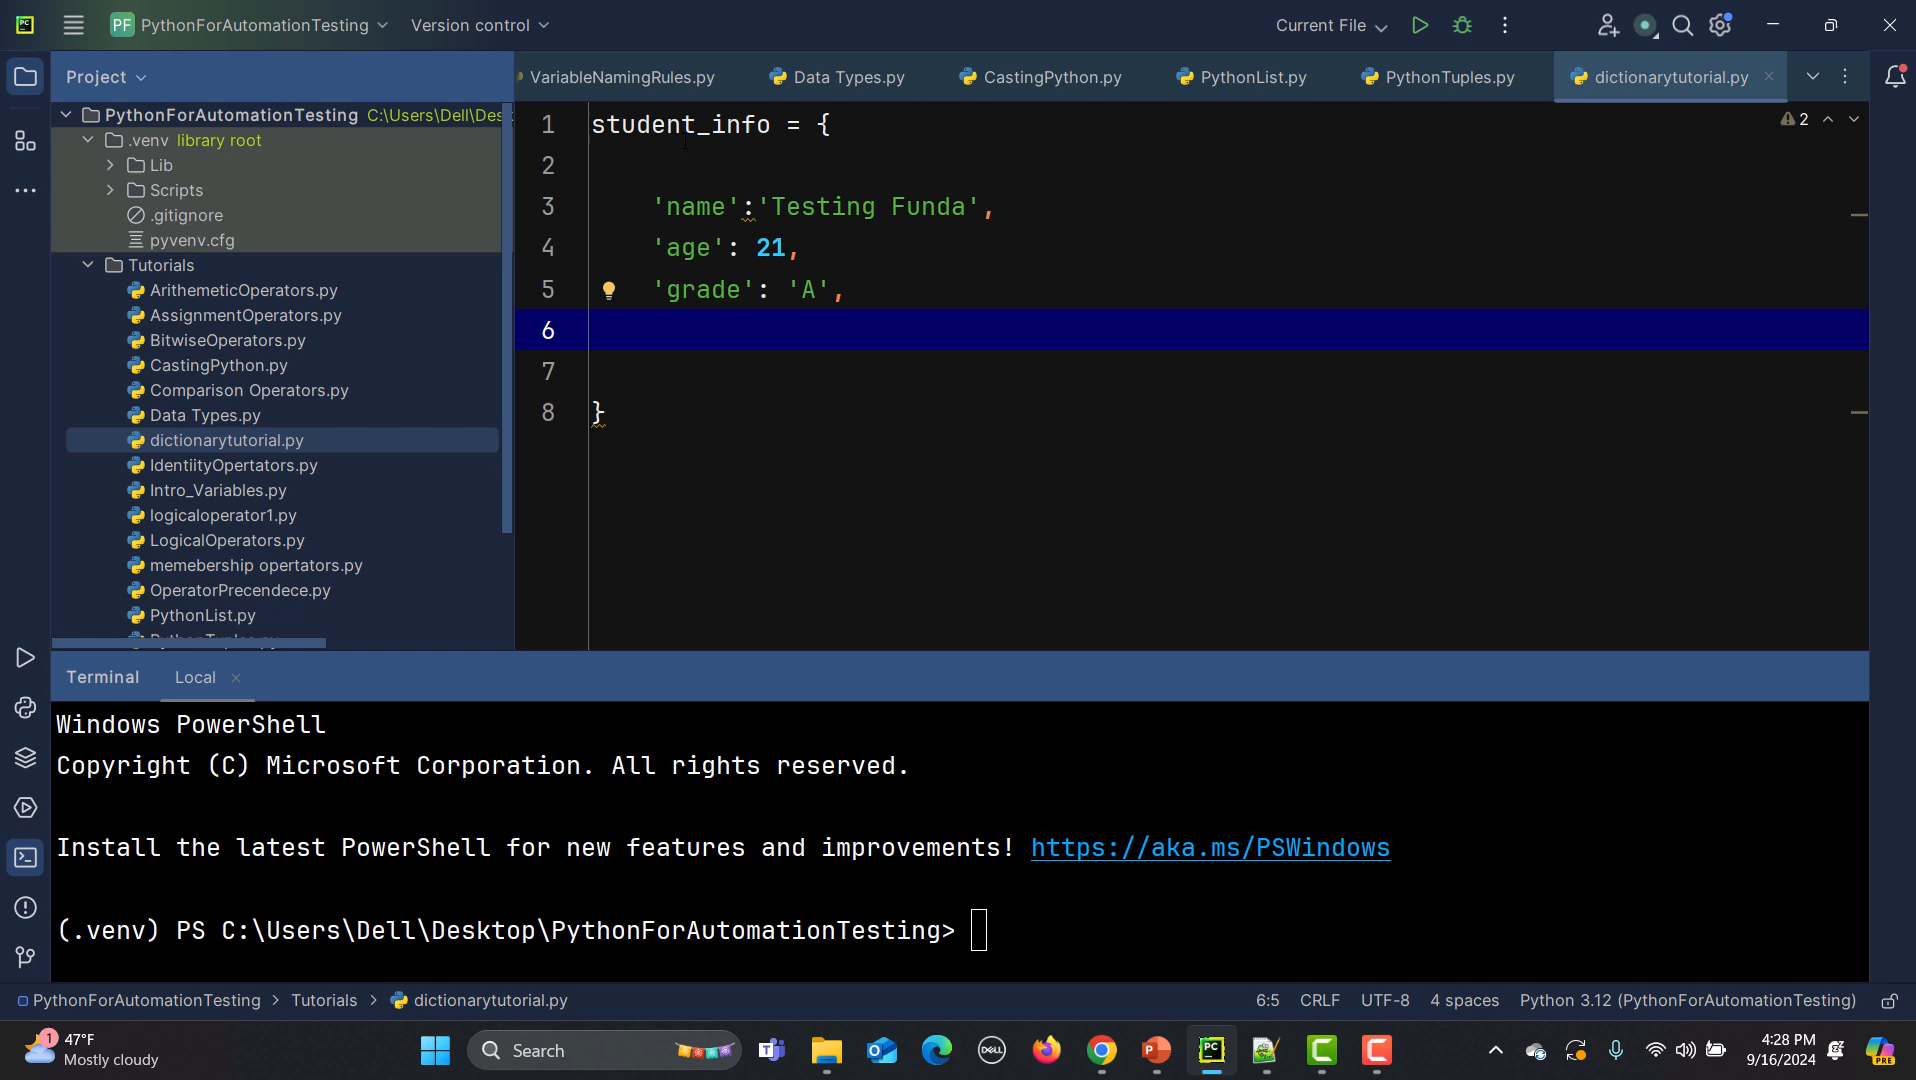 PC
PF PythonForAutomationTesting Version control Current File
Project
VariableNamingRules.py Data Types.py CastingPython.py PythonList.py PythonTuples.py dictionarytutorial.py
PythonForAutomationTesting C:\Users\Dell\Des
.venv library root
Lib
Scripts
.gitignore
pyvenv.cfg
Tutorials
ArithemeticOperators.py
AssignmentOperators.py
BitwiseOperators.py
CastingPython.py
Comparison Operators.py
Data Types.py
dictionarytutorial.py
IdentiityOpertators.py
Intro_Variables.py
logicaloperator1.py
LogicalOperators.py
memebership opertators.py
OperatorPrecendece.py
PythonList.py
1 student_info = {
2
3 'name':'Testing Funda',
4 'age': 21,
5 'grade': 'A',
6
7
8 }
2
Terminal Local
Windows PowerShell
Copyright (C) Microsoft Corporation. All rights reserved.
Install the latest PowerShell for new features and improvements! https://aka.ms/PSWindows
(.venv) PS C:\Users\Dell\Desktop\PythonForAutomationTesting>
PythonForAutomationTesting > Tutorials > dictionarytutorial.py 6:5 CRLF UTF-8 4 spaces Python 3.12 (PythonForAutomationTesting)
1
47°F
Mostly cloudy
Search
DELL
PC
PRE
4:28 PM
9/16/2024